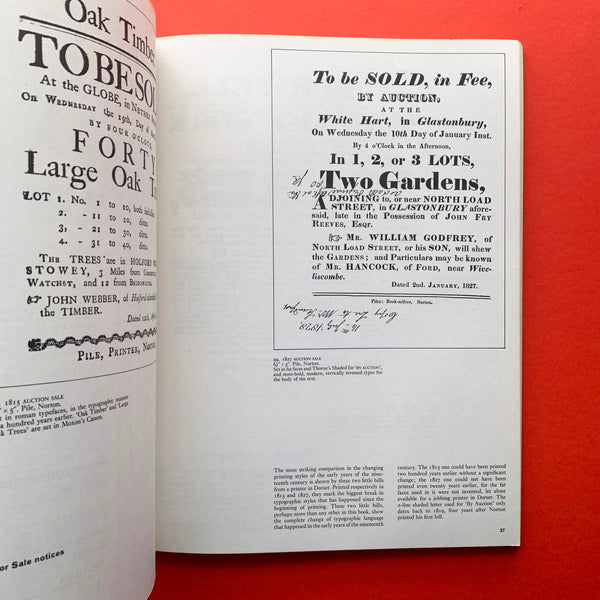 Oak Timber
TO BE SOL
At the GLOBE, in NETHER
On WEDNESDAY the 19th, Day of
BY FOUR O'CLOCK
FORTY
Large Oak T
LOT 1. No. 1 to 10, both
2. - 11 to 20, ditto.
3. - 21 to 30, ditto.
4. - 31 to 40, ditto.
The TREES are in HOLFORD
STOWEY, 3 Miles from
WATCHET, and 12 from BRIDGWATER.
☞ JOHN WEBBER, of Holford
the TIMBER.
Dated 12th,
PILE, PRINTER, NORTON
1815 AUCTION SALE
× 5". Pile, Norton.
in roman typefaces, in the typographic manner
a hundred years earlier. 'Oak Timber' and 'Large
k Trees' are set in Moxon's Canon.
or Sale notices
To be SOLD, in Fee,
BY AUCTION,
AT THE
White Hart, in Glastonbury,
On Wednesday the 10th Day of January Inst.
By 4 o'Clock in the Afternoon,
In 1, 2, or 3 LOTS,
Two Gardens,
ADJOINING to, or near NORTH LOAD
STREET, in GLASTONBURY afore-
said, late in the Possession of JOHN FRY
REEVES, Esqr.
☞ MR. WILLIAM GODFREY, of
NORTH LOAD STREET, or his SON, will shew
the GARDENS; and Particulars may be known
of MR. HANCOCK, of FORD, near Wive-
liscombe.
Dated 2nd. JANUARY, 1827.
Pile: Book-seller, Norton.
99. 1827 AUCTION SALE
6½" × 5". Pile, Norton.
Set in fat faces and Thorne's Shaded for 'BY AUCTION',
and semi-bold, modern, vertically stressed types for
the body of the text.
The most striking comparison in the changing
printing styles of the early years of the nine-
teenth century is shown by these two little bills
from a printer in Dorset. Printed respectively in
1815 and 1827, they mark the biggest break in
typographic styles that has happened since the
beginning of printing. These two little bills,
perhaps more than any other in this book, show
the complete change of typographic language
that happened in the early years of the nineteenth
century. The 1815 one could have been printed
two hundred years earlier without a significant
change; the 1827 one could not have been
printed even twenty years earlier, for the fat
faces used in it were not invented, let alone
available for a jobbing printer in Dorset. The
2-line shaded letter used for 'By Auction' only
dates back to 1819, four years after Norton
printed his first bill.
37